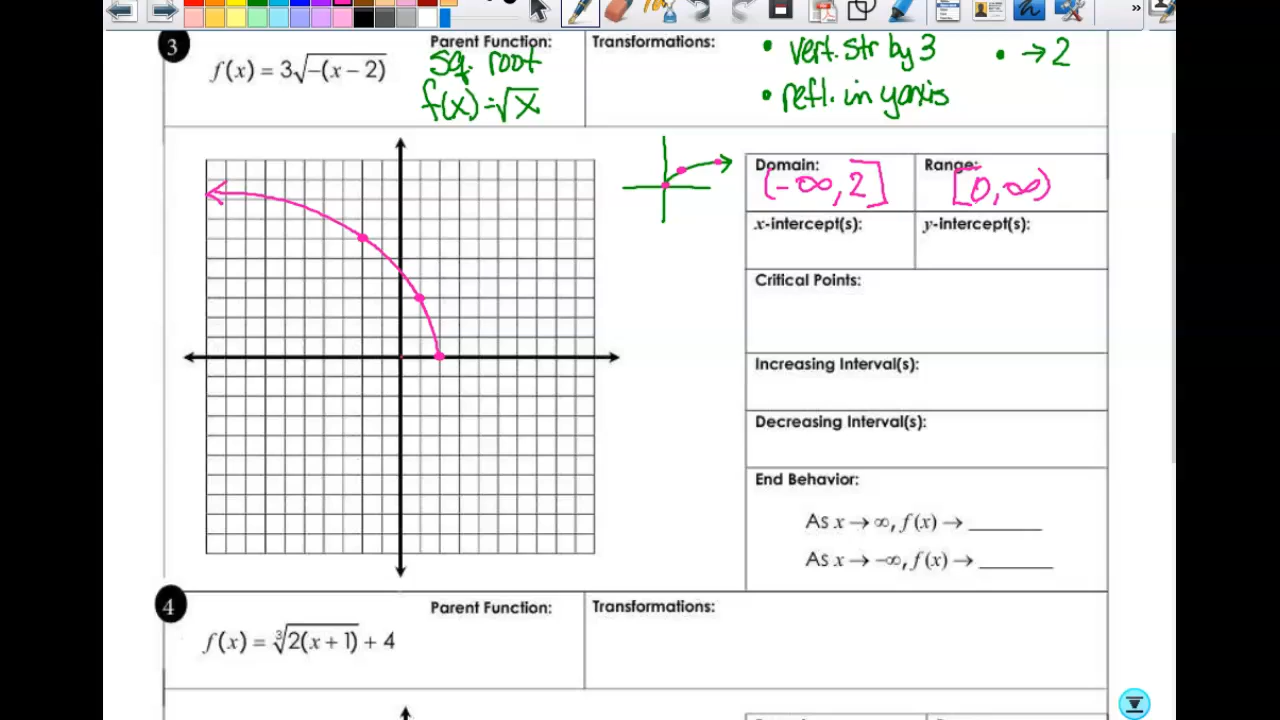 3
Parent Function:
Transformations:
f(x) = 3√−(x − 2)
sq. root
f(x)=√x
• vert. str by 3
• → 2
• refl. in y axis
Domain:
(-∞, 2]
Range:
[0, ∞)
x-intercept(s):
y-intercept(s):
Critical Points:
Increasing Interval(s):
Decreasing Interval(s):
End Behavior:
As x → ∞, f(x) → ______
As x → −∞, f(x) → ______
4
Parent Function:
Transformations:
f(x) = ∛2(x + 1) + 4